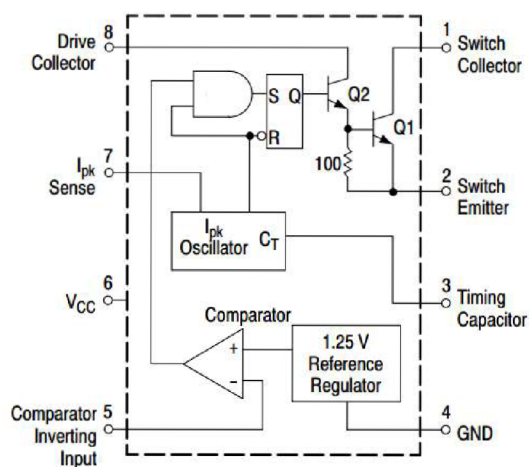 8
Drive
Collector
1
Switch
Collector
S Q
R
Q2
Q1
100
7
Ipk
Sense
2
Switch
Emitter
Ipk
Oscillator
CT
6
VCC
3
Timing
Capacitor
Comparator
+
–
1.25 V
Reference
Regulator
Comparator
Inverting
Input
5
4
GND